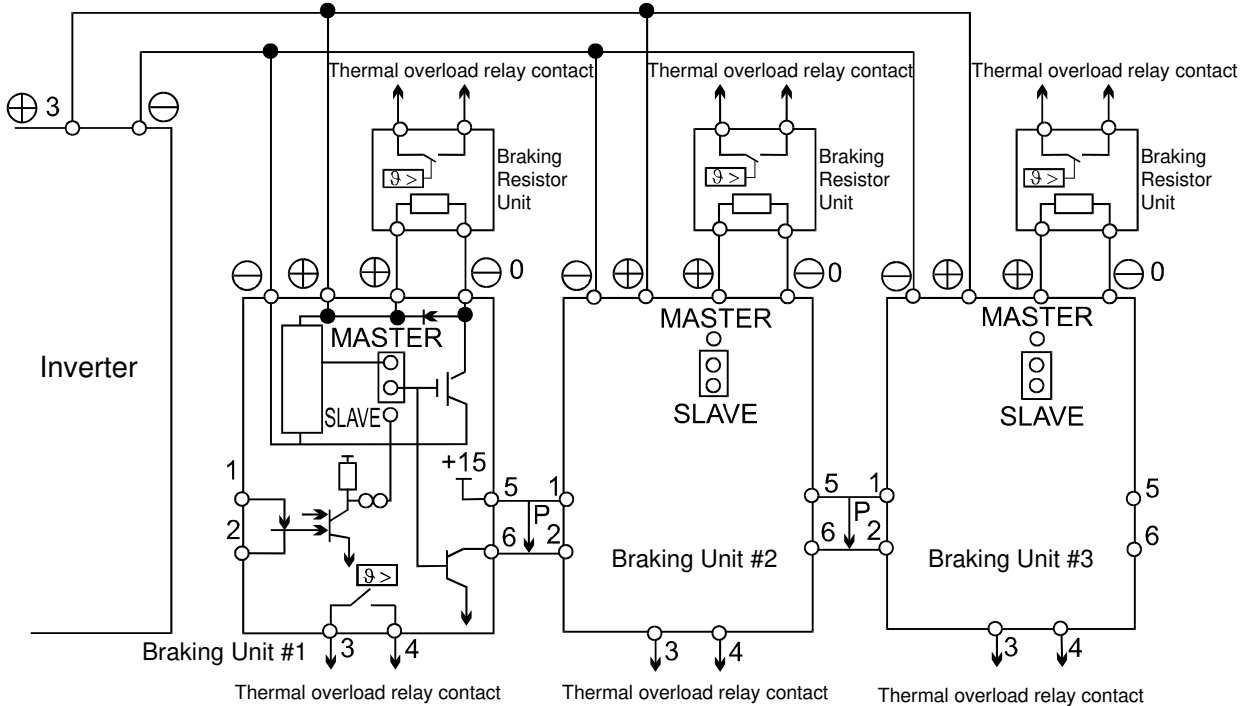 Thermal overload relay contact
Thermal overload relay contact
Thermal overload relay contact
⊕ 3 ⊖
Braking
Resistor
Unit
Braking
Resistor
Unit
Braking
Resistor
Unit
ϑ >
ϑ >
ϑ >
⊖ ⊕ ⊕ ⊖ 0
⊖ ⊕ ⊕ ⊖ 0
⊖ ⊕ ⊕ ⊖ 0
MASTER
MASTER
MASTER
Inverter
SLAVE
SLAVE
SLAVE
+15
1
2
5
6
P
1
2
5
6
P
1
2
5
6
ϑ >
Braking Unit #1
Braking Unit #2
Braking Unit #3
3
4
3
4
3
4
Thermal overload relay contact
Thermal overload relay contact
Thermal overload relay contact